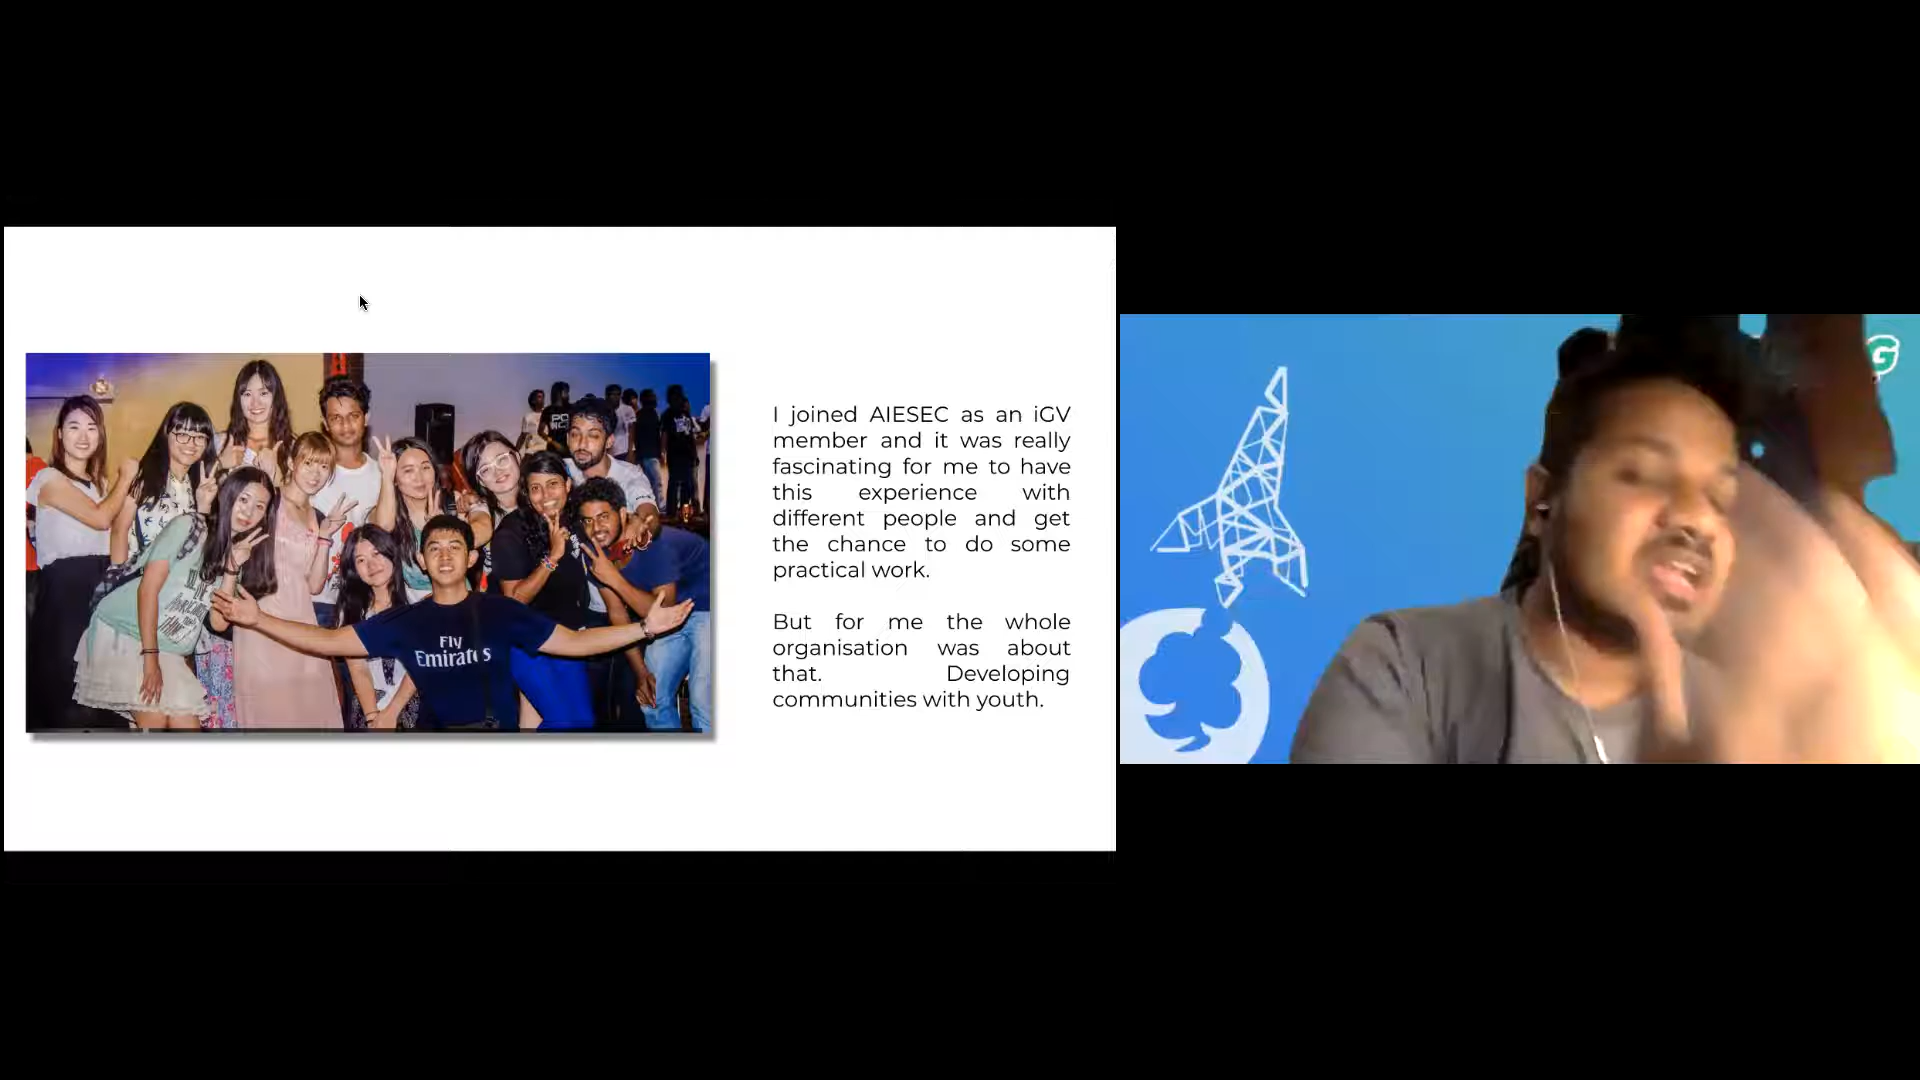 I joined AIESEC as an iGV
member and it was really
fascinating for me to have
this experience with
different people and get
the chance to do some
practical work.
But for me the whole
organisation was about
that. Developing
communities with youth.
Fly
Emirates
G